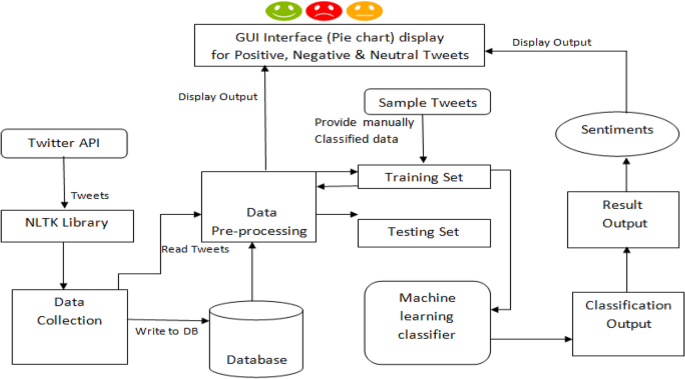 GUI Interface (Pie chart) display
for Positive, Negative & Neutral Tweets
Display Output
Display Output
Sample Tweets
Provide manually
Classified data
Twitter API
Sentiments
Tweets
Training Set
NLTK Library
Data
Pre-processing
Result
Output
Testing Set
Read Tweets
Data
Collection
Machine
learning
classifier
Classification
Output
Write to DB
Database